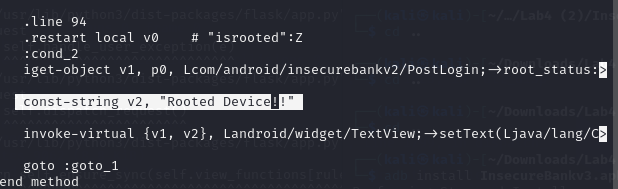 .line 94
.restart local v0    # "isrooted":Z
:cond_2
iget-object v1, p0, Lcom/android/insecurebankv2/PostLogin;->root_status:>
const-string v2, "Rooted Device!!"
invoke-virtual {v1, v2}, Landroid/widget/TextView;->setText(Ljava/lang/C>
goto :goto_1
end method